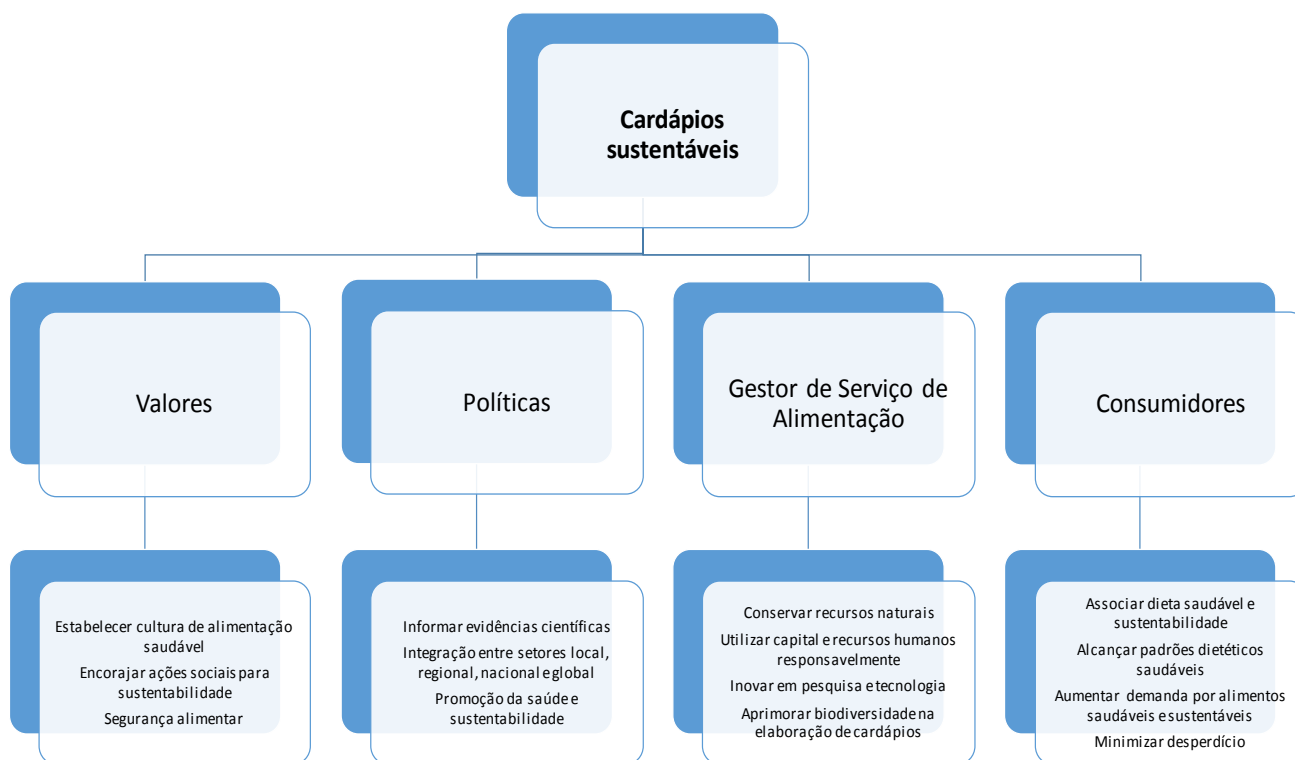 Cardápios
sustentáveis
Valores
Políticas
Gestor de Serviço de
Alimentação
Consumidores
Estabelecer cultura de alimentação
saudável
Encorajar ações sociais para
sustentabilidade
Segurança alimentar
Informar evidências científicas
Integração entre setores local,
regional, nacional e global
Promoção da saúde e
sustentabilidade
Conservar recursos naturais
Utilizar capital e recursos humanos
responsavelmente
Inovar em pesquisa e tecnologia
Aprimorar biodiversidade na
elaboração de cardápios
Associar dieta saudável e
sustentabilidade
Alcançar padrões dietéticos
saudáveis
Aumentar demanda por alimentos
saudáveis e sustentáveis
Minimizar desperdício